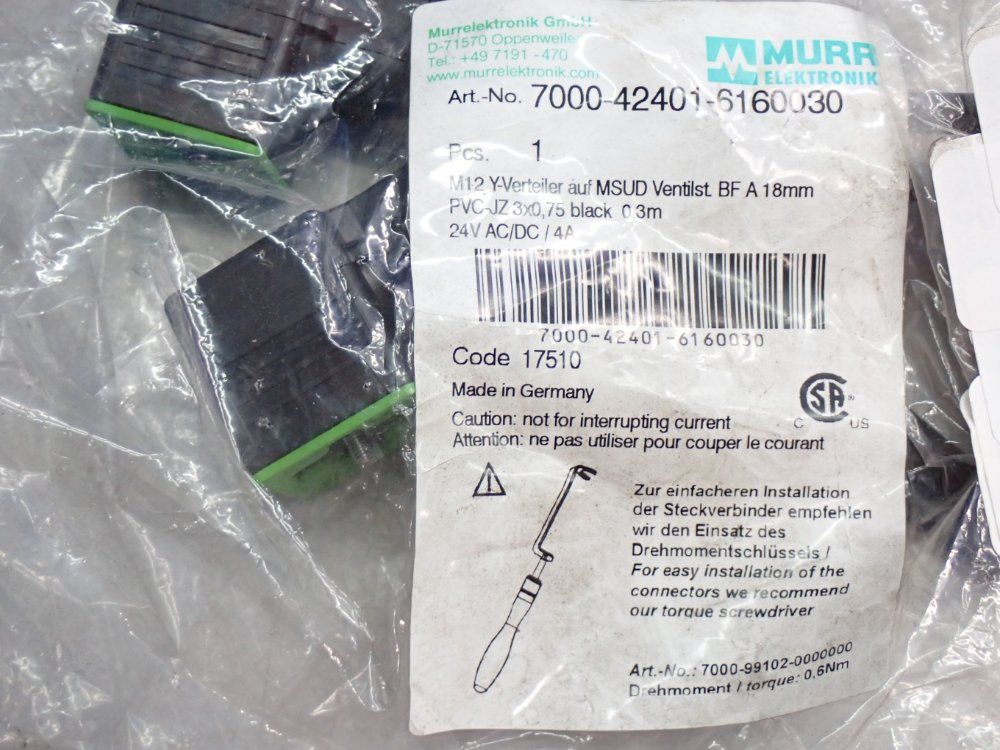 Murrelektronik GmbH
D-71570 Oppenweiler
Tel.: +49 7191 - 470
www.murrelektronik.com
MURR
ELEKTRONIK
Art.-No. 7000-42401-6160030
Pcs. 1
M12 Y-Verteiler auf MSUD Ventilst. BF A 18mm
PVC-JZ 3x0,75 black 0.3m
24V AC/DC / 4A
7000-42401-6160030
Code 17510
Made in Germany
Caution: not for interrupting current
Attention: ne pas utiliser pour couper le courant
C SA ® US
Zur einfacheren Installation
der Steckverbinder empfehlen
wir den Einsatz des
Drehmomentschlüssels /
For easy installation of the
connectors we recommend
our torque screwdriver
Art.-No.: 7000-99102-0000000
Drehmoment / torque: 0,6Nm